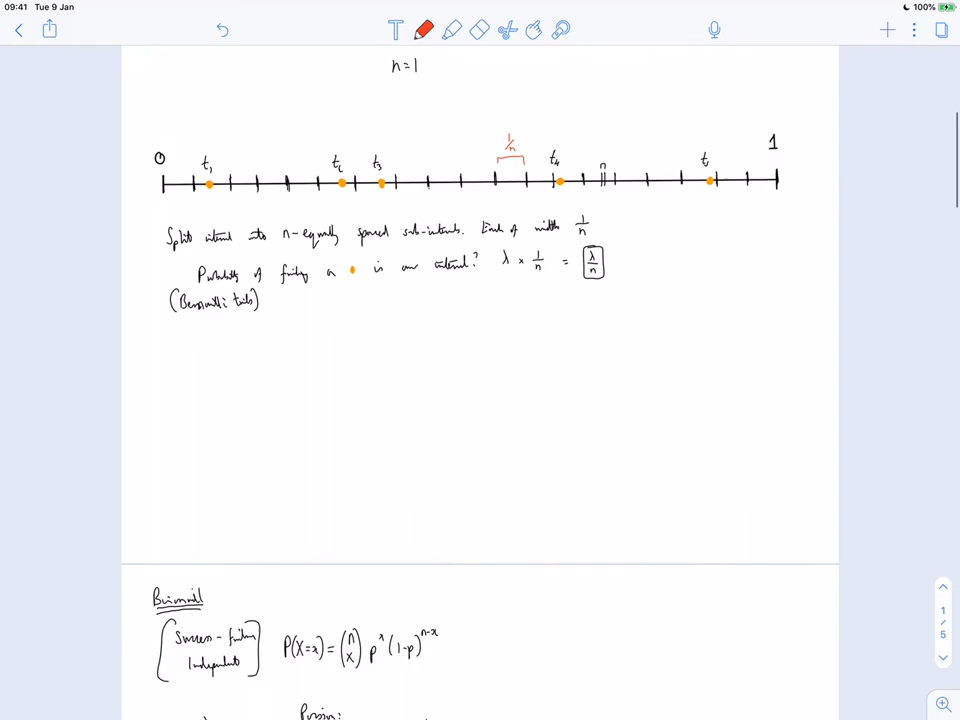 09:41 Tue 9 Jan
100%
n=1
0 1
t₁ t₂ t₃ 1/n t₄ n t₅
Split interval into n-equally spaced sub-intervals. Each of width 1/n
Probability of finding a in our interval? λ × 1/n = λ/n
(Bernoulli trials)
Binomial
Success - failure
Independent
P(X=x) = (n x) pˣ (1-p)ⁿ⁻ˣ
Poisson:
1
/
5